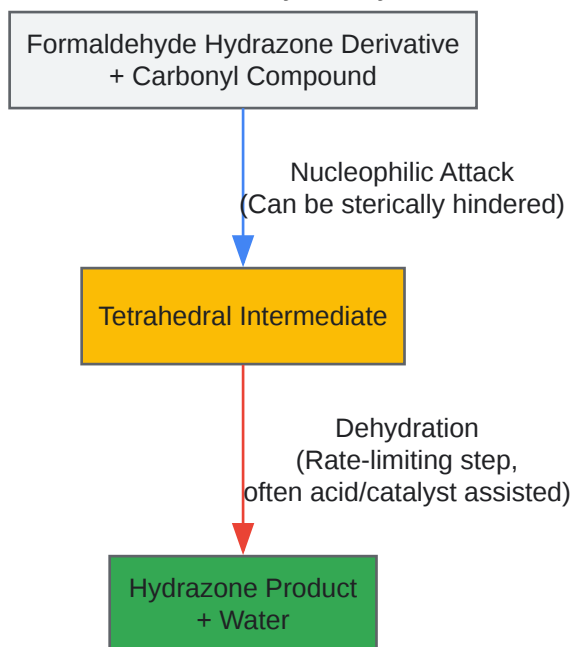 Formaldehyde Hydrazone Derivative
+ Carbonyl Compound
Nucleophilic Attack
(Can be sterically hindered)
Tetrahedral Intermediate
Dehydration
(Rate-limiting step,
often acid/catalyst assisted)
Hydrazone Product
+ Water